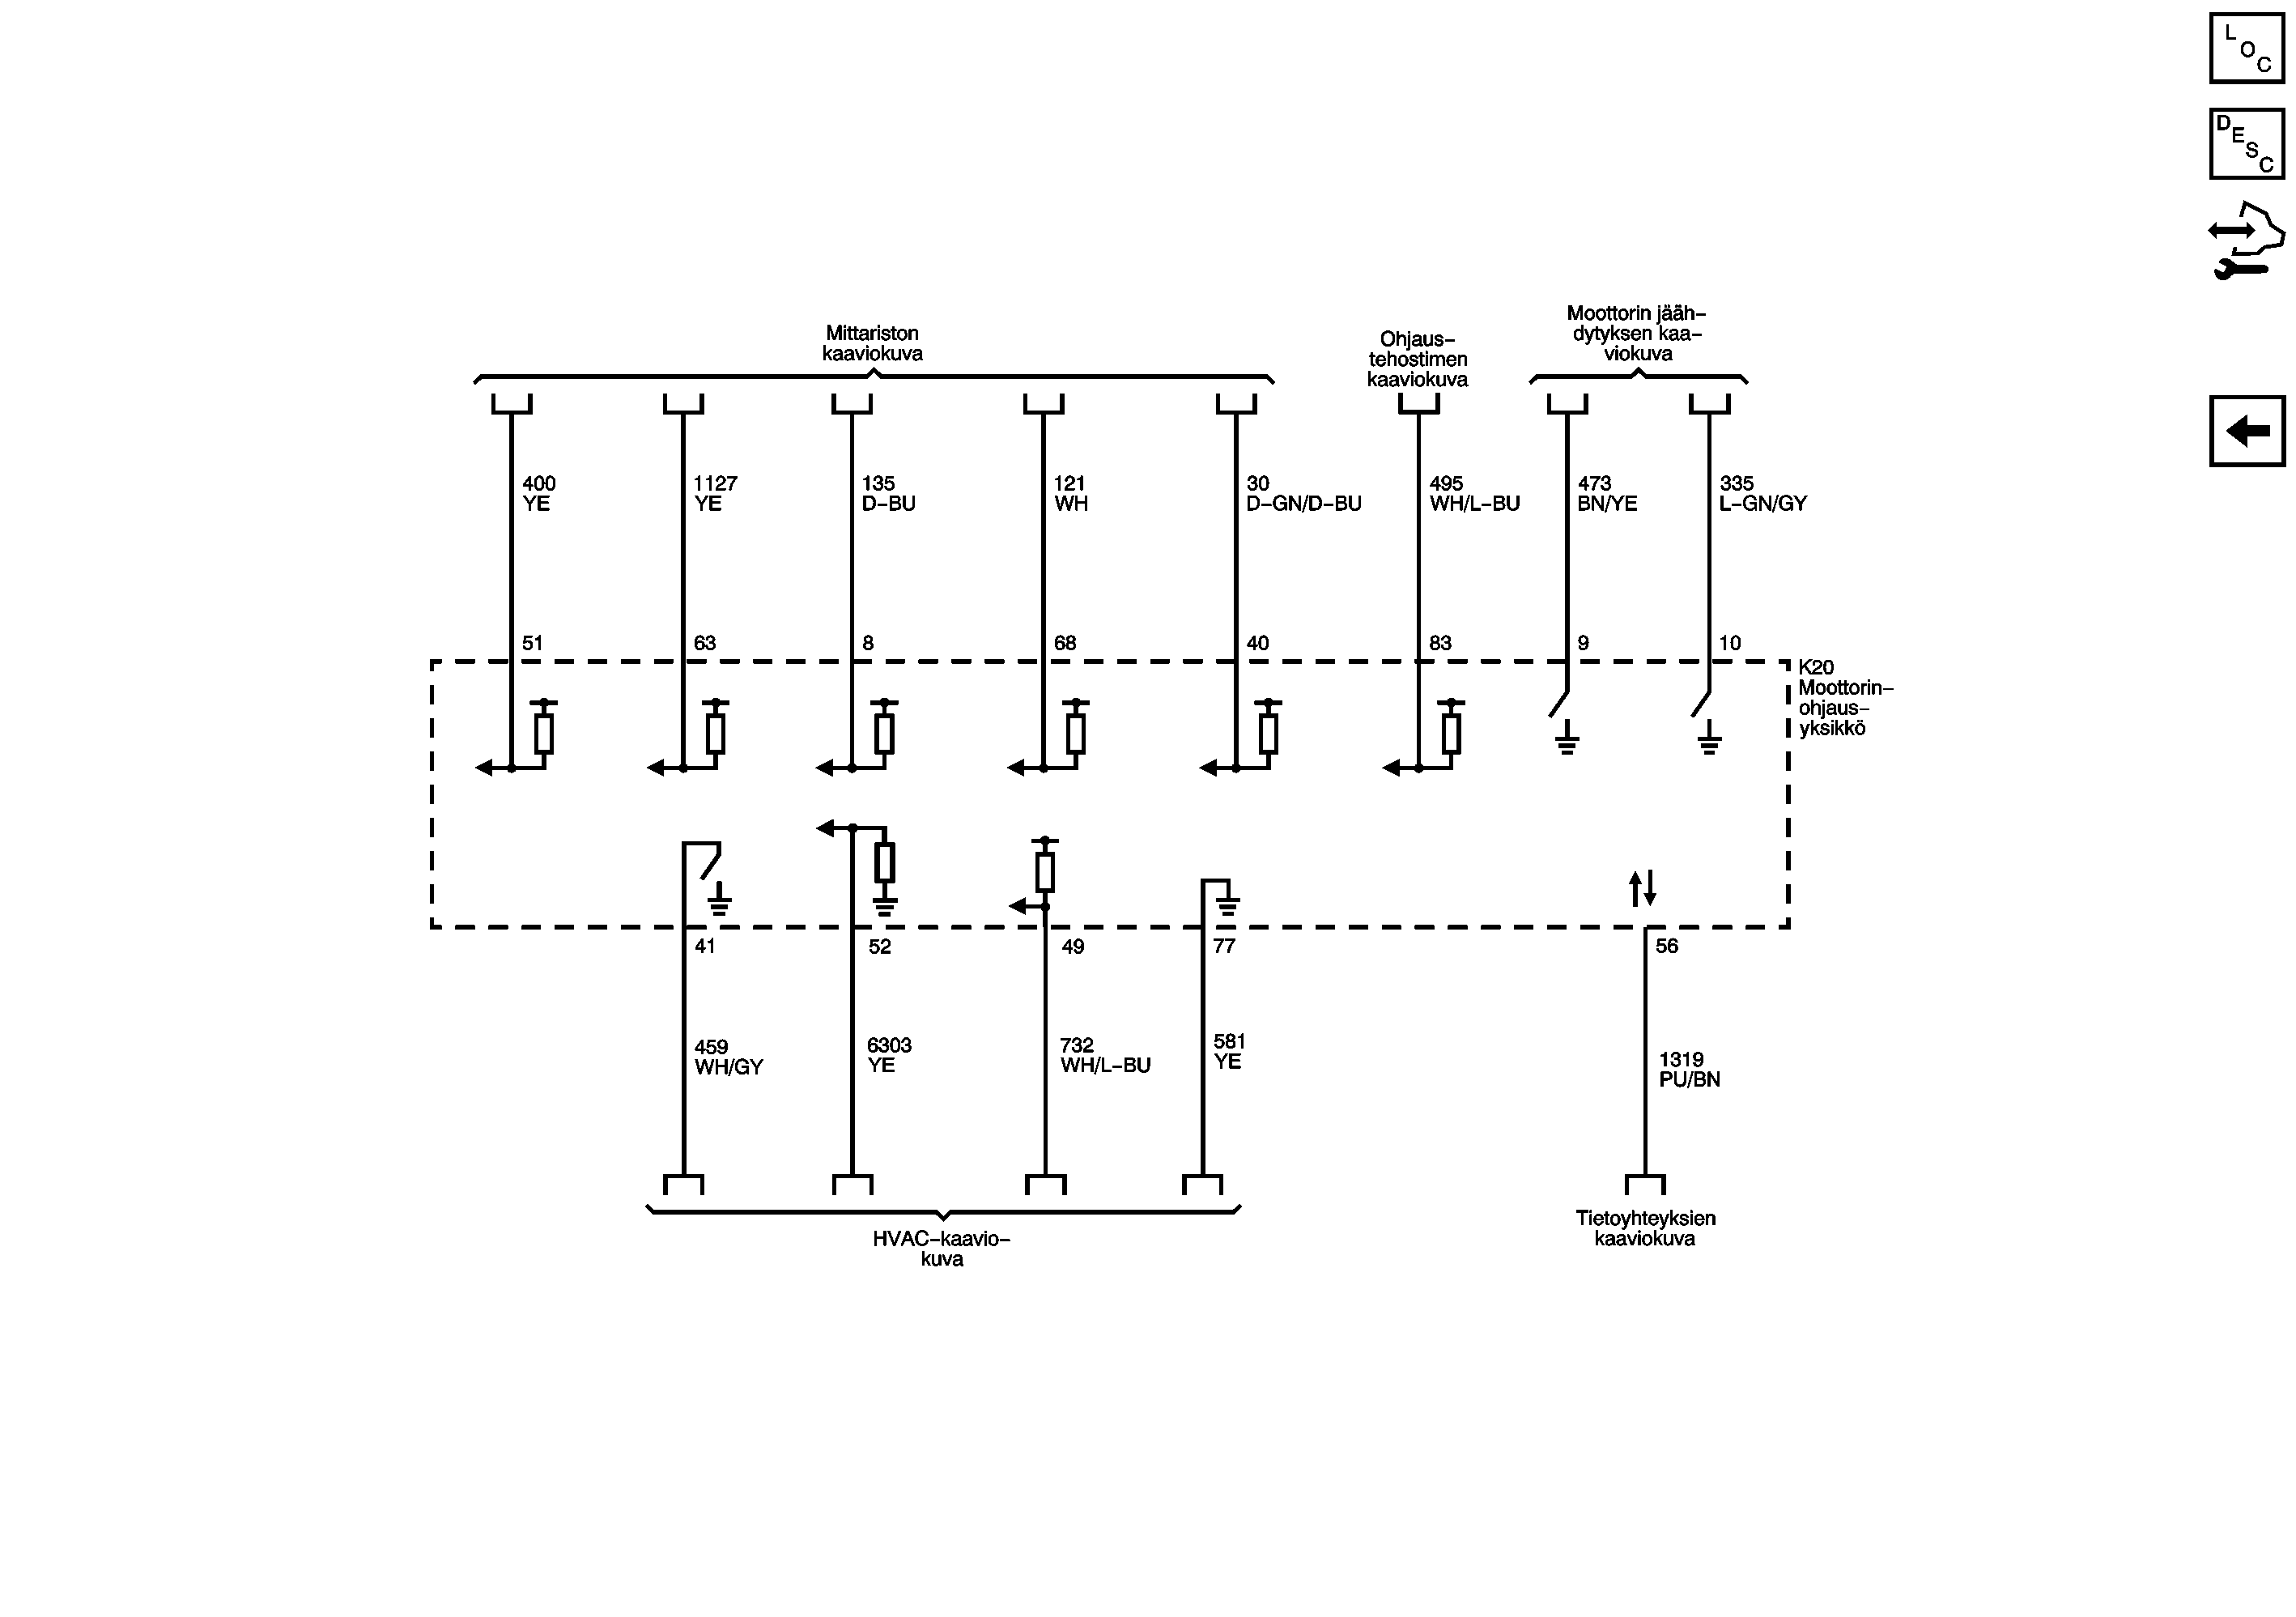 L
O
C
D
E
S
C
Mittariston
kaaviokuva
Ohjaus–
tehostimen
kaaviokuva
Moottorin jääh–
dytyksen kaa–
viokuva
400
YE
1127
YE
135
D–BU
121
WH
30
D–GN/D–BU
495
WH/L–BU
473
BN/YE
335
L–GN/GY
51
63
8
68
40
83
9
10
K20
Moottorin–
ohjaus–
yksikkö
41
52
49
77
56
459
WH/GY
6303
YE
732
WH/L–BU
581
YE
1319
PU/BN
HVAC–kaavio–
kuva
Tietoyhteyksien
kaaviokuva